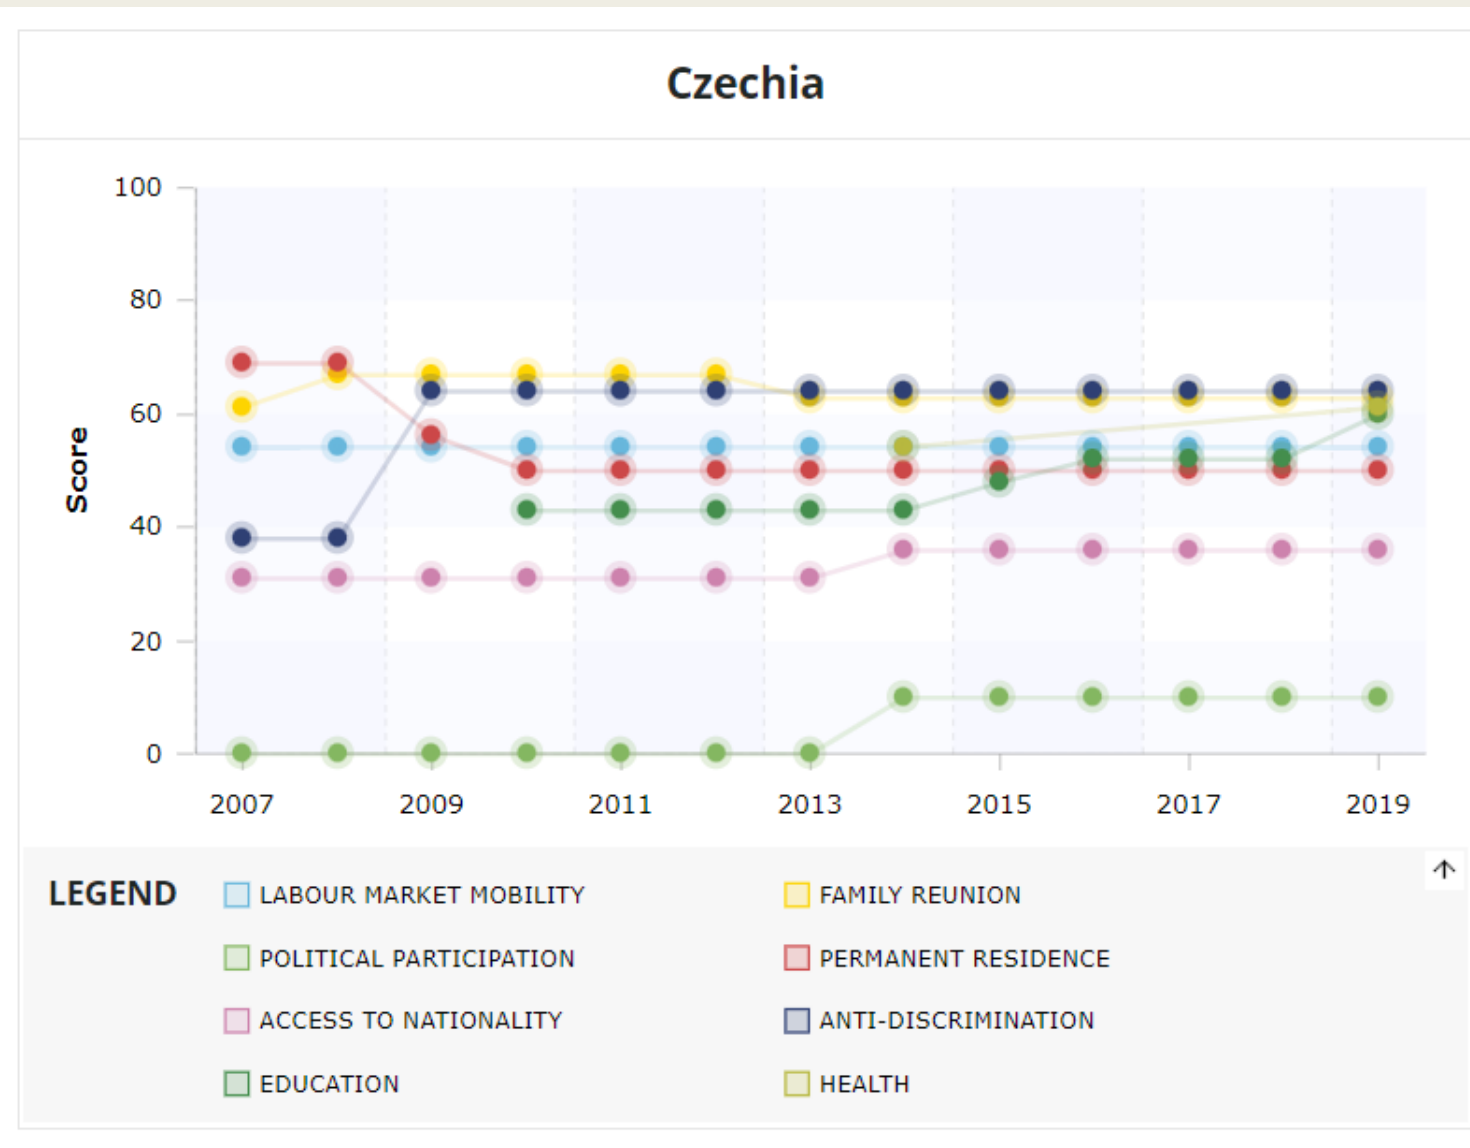 Czechia
100
80
60
40
20
0
Score
2007 2009 2011 2013 2015 2017 2019
LEGEND
LABOUR MARKET MOBILITY FAMILY REUNION
POLITICAL PARTICIPATION PERMANENT RESIDENCE
ACCESS TO NATIONALITY ANTI-DISCRIMINATION
EDUCATION HEALTH